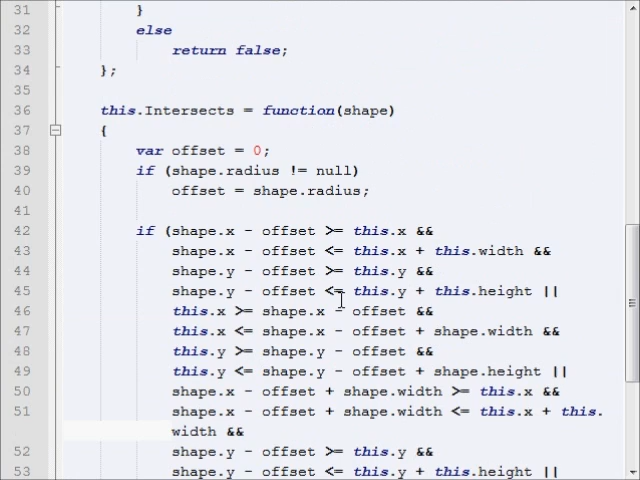 31 }
32 else
33 return false;
34 };
35
36 this.Intersects = function(shape)
37 {
38 var offset = 0;
39 if (shape.radius != null)
40 offset = shape.radius;
41
42 if (shape.x - offset >= this.x &&
43 shape.x - offset <= this.x + this.width &&
44 shape.y - offset >= this.y &&
45 shape.y - offset <= this.y + this.height ||
46 this.x >= shape.x - offset &&
47 this.x <= shape.x - offset + shape.width &&
48 this.y >= shape.y - offset &&
49 this.y <= shape.y - offset + shape.height ||
50 shape.x - offset + shape.width >= this.x &&
51 shape.x - offset + shape.width <= this.x + this.
width &&
52 shape.y - offset >= this.y &&
53 shape.y - offset <= this.y + this.height ||